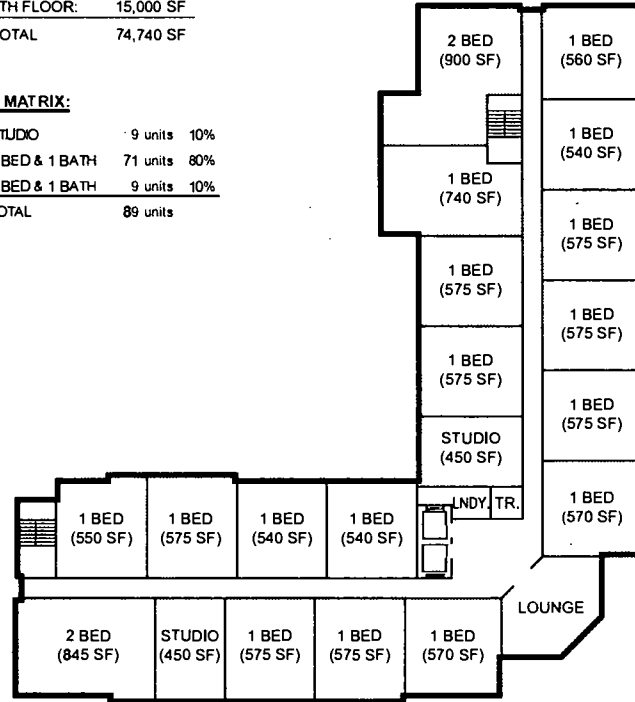 TH FLOOR: 15,000 SF
OTAL 74,740 SF
MATRIX:
TUDIO 9 units 10%
BED & 1 BATH 71 units 80%
BED & 1 BATH 9 units 10%
OTAL 89 units
2 BED
(900 SF)
1 BED
(560 SF)
1 BED
(540 SF)
1 BED
(740 SF)
1 BED
(575 SF)
1 BED
(575 SF)
1 BED
(575 SF)
1 BED
(575 SF)
1 BED
(575 SF)
STUDIO
(450 SF)
LNDY. TR.
1 BED
(570 SF)
1 BED
(550 SF)
1 BED
(575 SF)
1 BED
(540 SF)
1 BED
(540 SF)
LOUNGE
2 BED
(845 SF)
STUDIO
(450 SF)
1 BED
(575 SF)
1 BED
(575 SF)
1 BED
(570 SF)